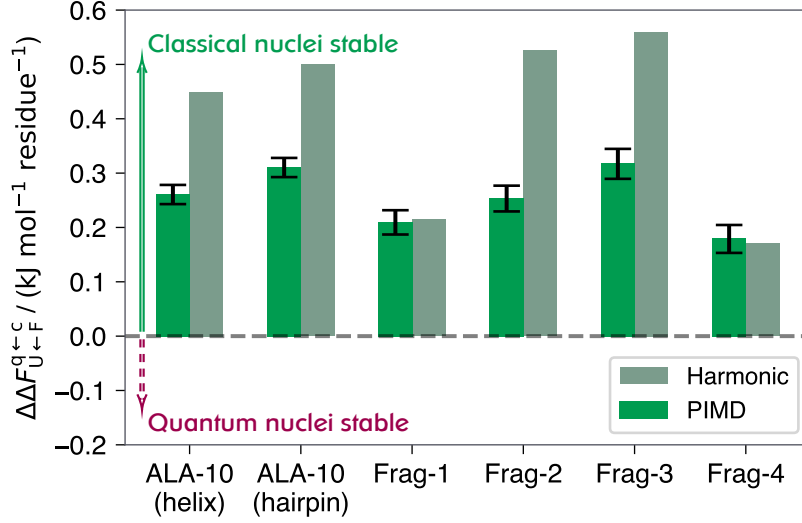 ΔΔF^{q←c}_{U←F} / (kJ mol⁻¹ residue⁻¹)
0.6
0.5
0.4
0.3
0.2
0.1
0.0
−0.1
−0.2
Classical nuclei stable
Quantum nuclei stable
Harmonic
PIMD
ALA-10
(helix)
ALA-10
(hairpin)
Frag-1
Frag-2
Frag-3
Frag-4